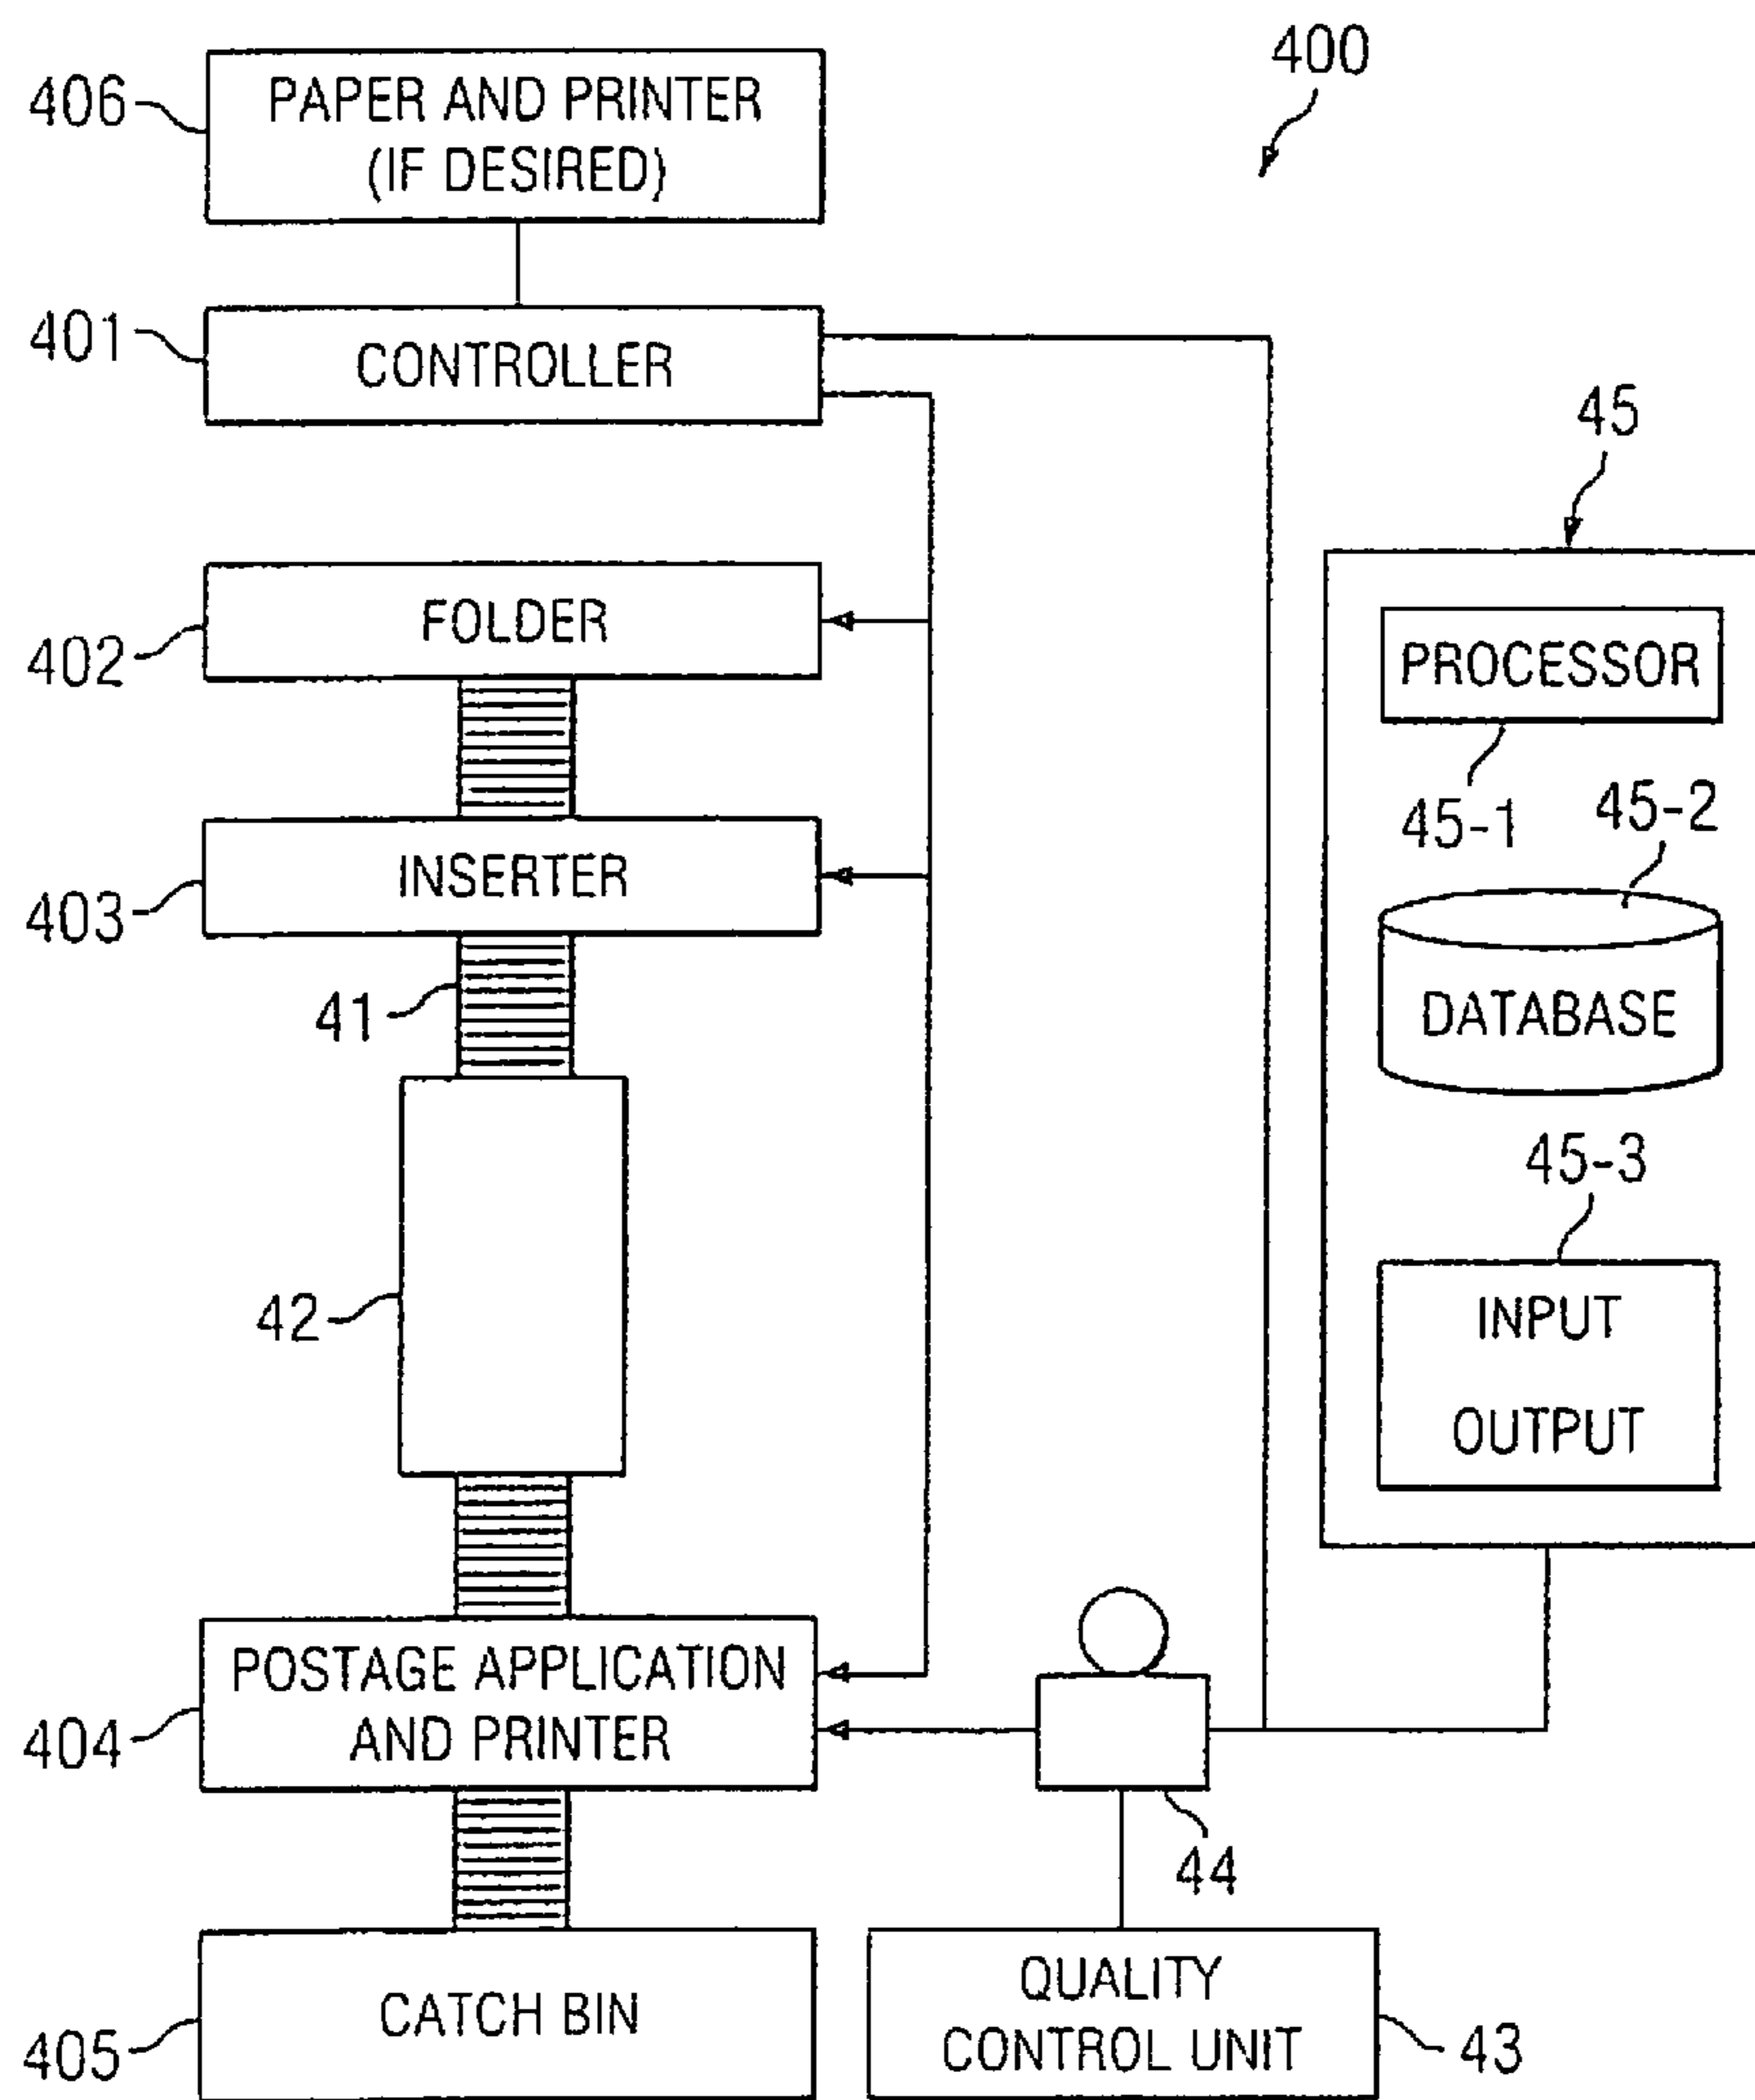 400
406
PAPER AND PRINTER
(IF DESIRED)
401
CONTROLLER
45
402
FOLDER
PROCESSOR
45-1
45-2
403
INSERTER
41
DATABASE
45-3
42
INPUT
OUTPUT
404
POSTAGE APPLICATION
AND PRINTER
44
405
CATCH BIN
QUALITY
CONTROL UNIT
43